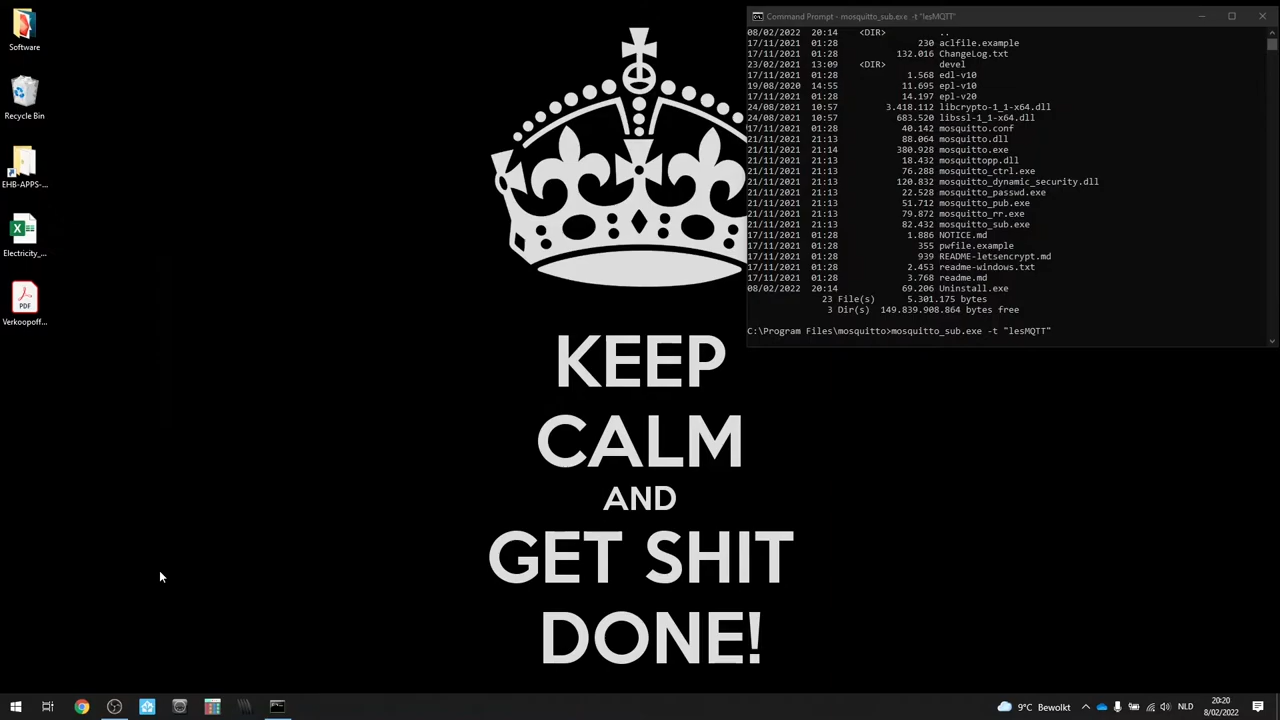 Software
Recycle Bin
EHB-APPS-...
Electricity_...
PDF
Verkoopoff...
KEEP
CALM
AND
GET SHIT
DONE!
Command Prompt - mosquitto_sub.exe -t "lesMQTT"
08/02/2022 20:14 <DIR> ..
17/11/2021 01:28 230 aclfile.example
17/11/2021 01:28 132.016 ChangeLog.txt
23/02/2021 13:09 <DIR> devel
17/11/2021 01:28 1.568 edl-v10
19/08/2020 14:55 11.695 epl-v10
17/11/2021 01:28 14.197 epl-v20
24/08/2021 10:57 3.418.112 libcrypto-1_1-x64.dll
24/08/2021 10:57 683.520 libssl-1_1-x64.dll
17/11/2021 01:28 40.142 mosquitto.conf
21/11/2021 21:13 88.064 mosquitto.dll
21/11/2021 21:14 380.928 mosquitto.exe
21/11/2021 21:13 18.432 mosquittopp.dll
21/11/2021 21:13 76.288 mosquitto_ctrl.exe
21/11/2021 21:13 120.832 mosquitto_dynamic_security.dll
21/11/2021 21:13 22.528 mosquitto_passwd.exe
21/11/2021 21:13 51.712 mosquitto_pub.exe
21/11/2021 21:13 79.872 mosquitto_rr.exe
21/11/2021 21:13 82.432 mosquitto_sub.exe
17/11/2021 01:28 1.886 NOTICE.md
17/11/2021 01:28 355 pwfile.example
17/11/2021 01:28 939 README-letsencrypt.md
17/11/2021 01:28 2.453 readme-windows.txt
17/11/2021 01:28 3.768 readme.md
08/02/2022 20:14 69.206 Uninstall.exe
23 File(s) 5.301.175 bytes
3 Dir(s) 149.839.908.864 bytes free
C:\Program Files\mosquitto>mosquitto_sub.exe -t "lesMQTT"
9°C Bewolkt
NLD
20:20
8/02/2022